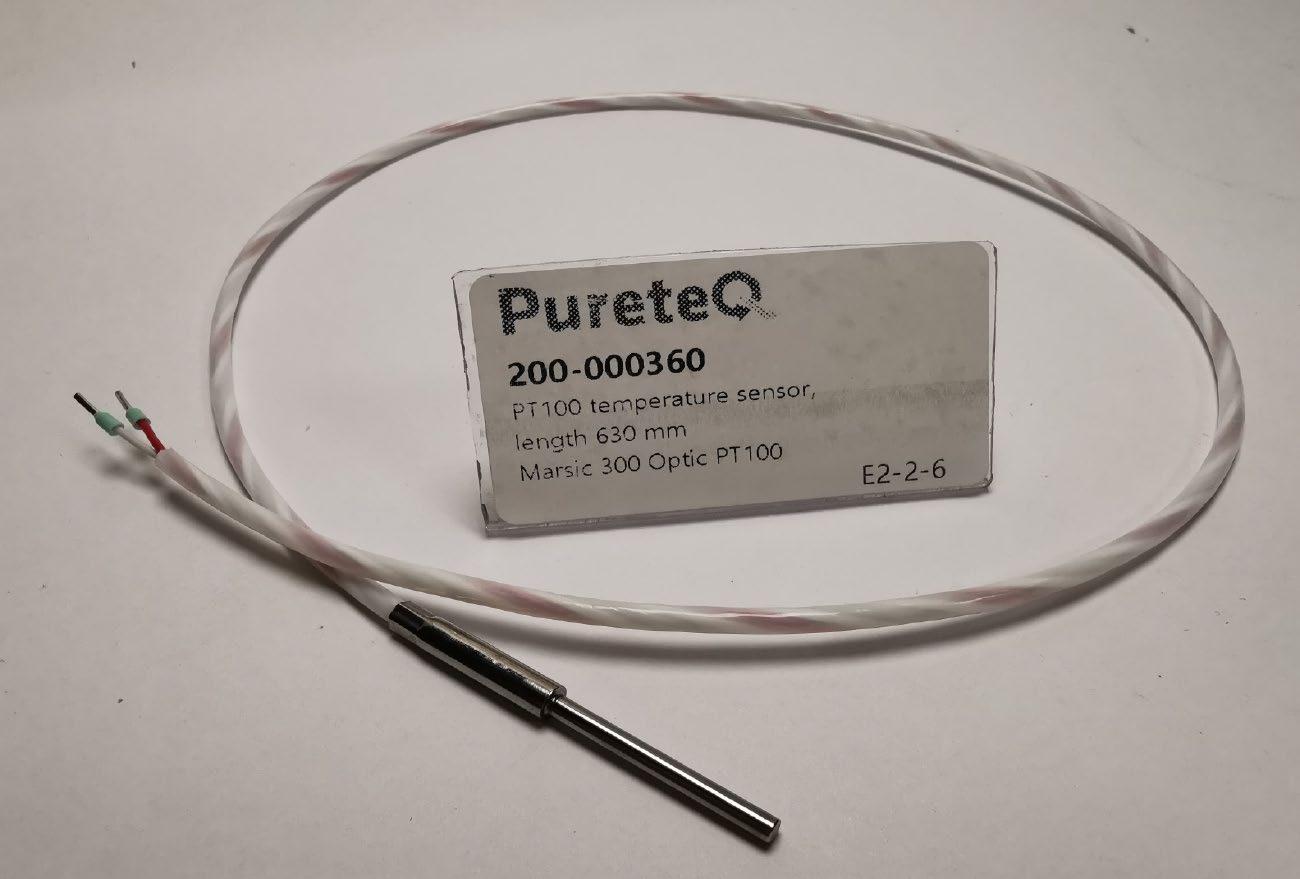 PureteQ
200-000360
PT100 temperature sensor,
length 630 mm
Marsic 300 Optic PT100
E2-2-6